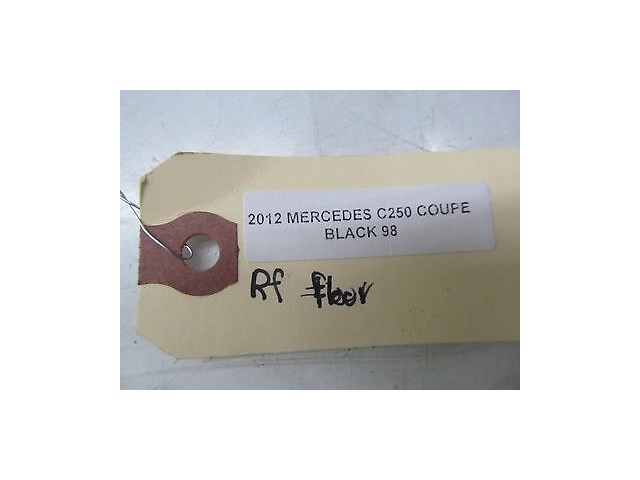 2012 MERCEDES C250 COUPE
BLACK 98
Rf floor